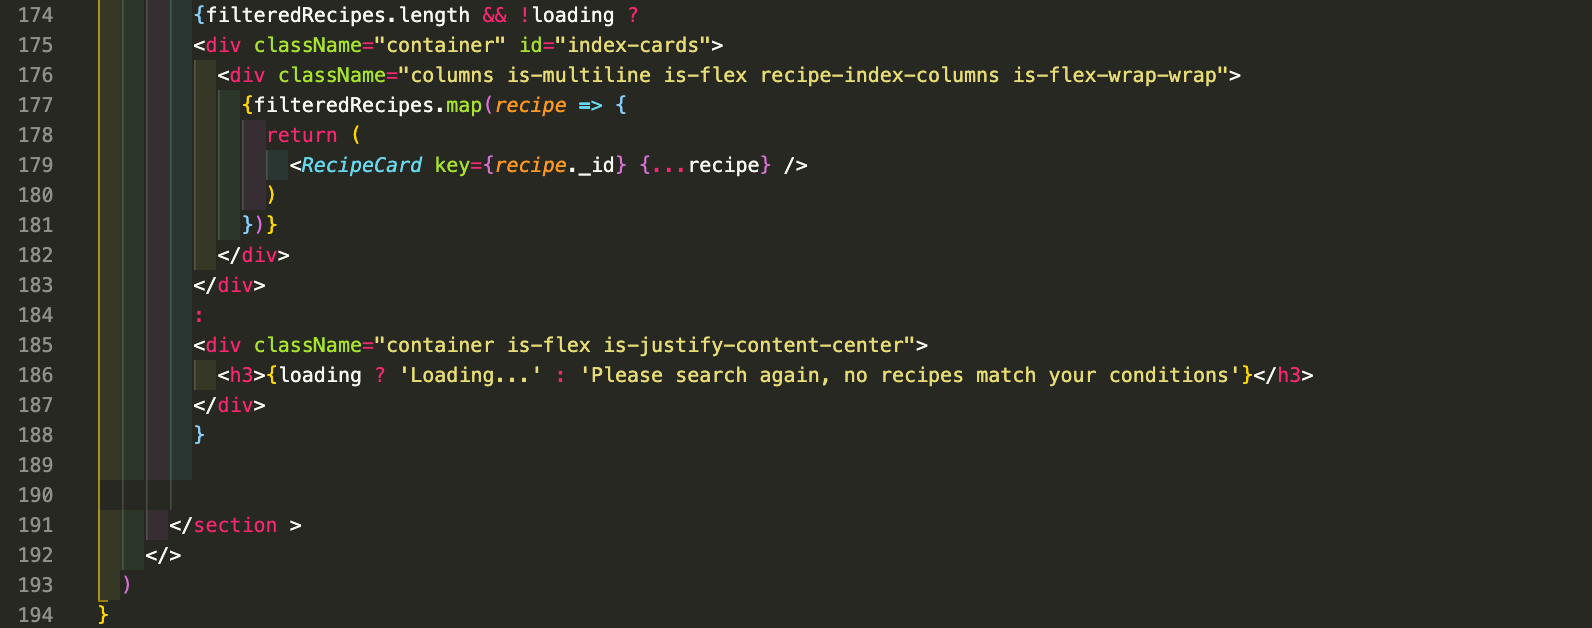 174 {filteredRecipes.length && !loading ?
175 <div className="container" id="index-cards">
176 <div className="columns is-multiline is-flex recipe-index-columns is-flex-wrap-wrap">
177 {filteredRecipes.map(recipe => {
178 return (
179 <RecipeCard key={recipe._id} {...recipe} />
180 )
181 })}
182 </div>
183 </div>
184 :
185 <div className="container is-flex is-justify-content-center">
186 <h3>{loading ? 'Loading...' : 'Please search again, no recipes match your conditions'}</h3>
187 </div>
188 }
189
190
191 </section >
192 </>
193 )
194 }